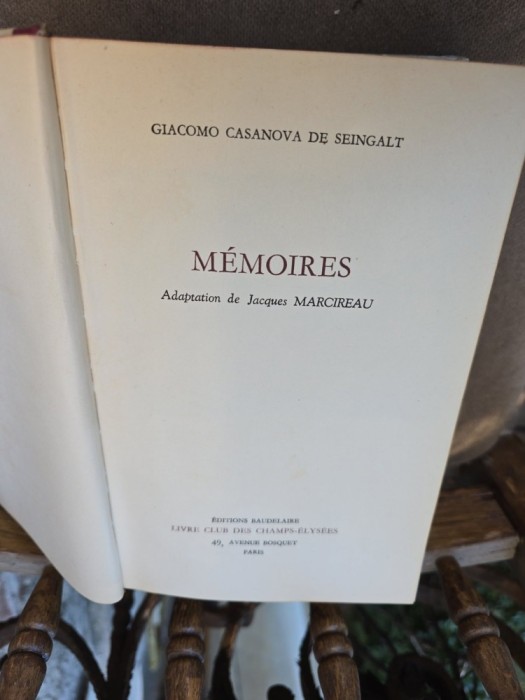 GIACOMO CASANOVA DE SEINGALT
MÉMOIRES
Adaptation de Jacques MARCIREAU
ÉDITIONS BAUDELAIRE
LIVRE CLUB DES CHAMPS-ÉLYSÉES
49, AVENUE BOSQUET
PARIS